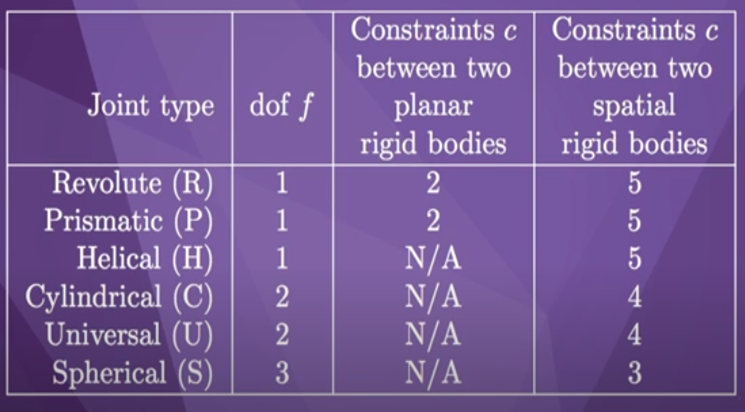 Joint type | dof f | Constraints c between two planar rigid bodies | Constraints c between two spatial rigid bodies
Revolute (R) | 1 | 2 | 5
Prismatic (P) | 1 | 2 | 5
Helical (H) | 1 | N/A | 5
Cylindrical (C) | 2 | N/A | 4
Universal (U) | 2 | N/A | 4
Spherical (S) | 3 | N/A | 3